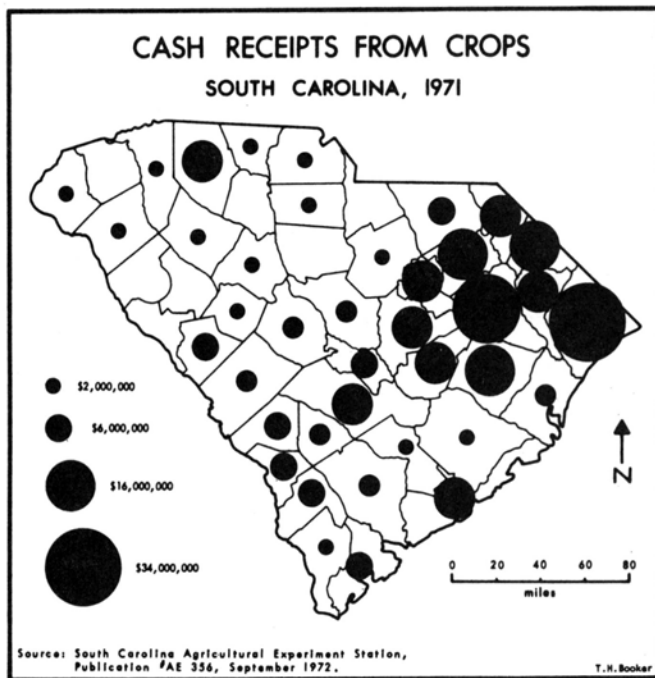 CASH RECEIPTS FROM CROPS
SOUTH CAROLINA, 1971
$2,000,000
$6,000,000
$16,000,000
$34,000,000
N
0 20 40 60 80
miles
Source: South Carolina Agricultural Experiment Station,
Publication #AE 356, September 1972.
T.H.Booker